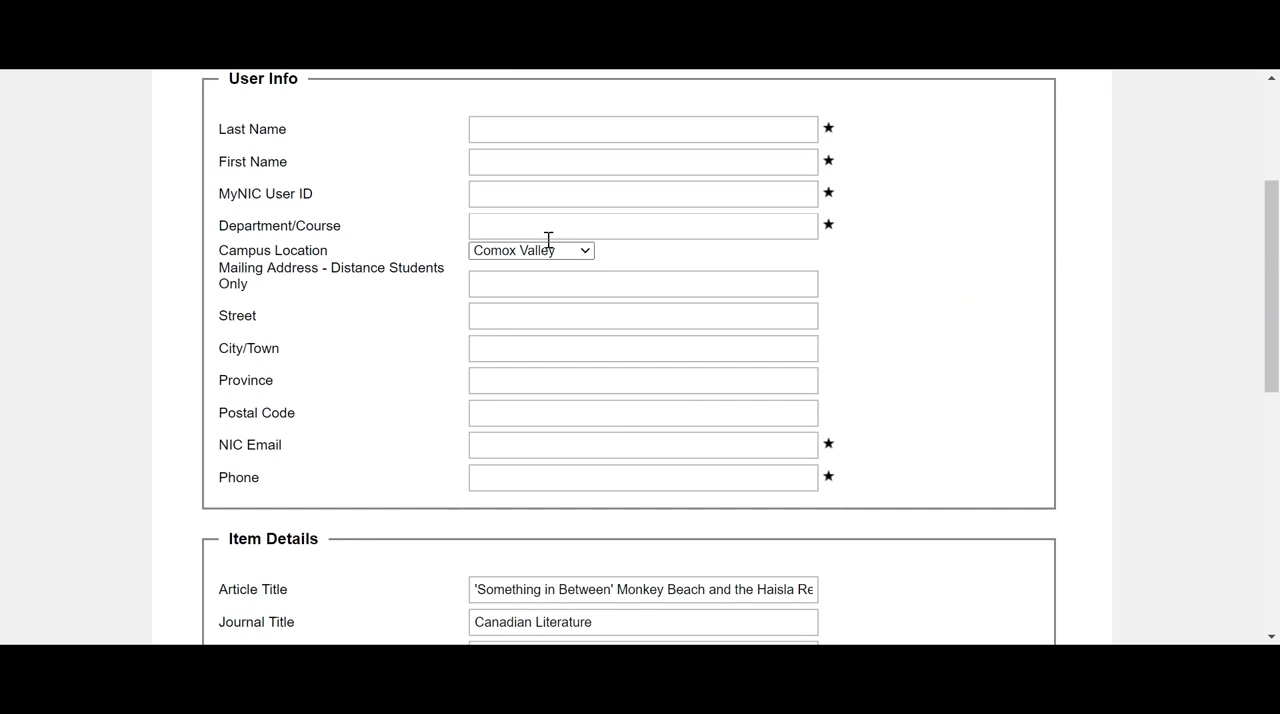 User Info
Last Name ★
First Name ★
MyNIC User ID ★
Department/Course ★
Campus Location Comox Valley
Mailing Address - Distance Students
Only
Street
City/Town
Province
Postal Code
NIC Email ★
Phone ★
Item Details
Article Title 'Something in Between' Monkey Beach and the Haisla Re
Journal Title Canadian Literature